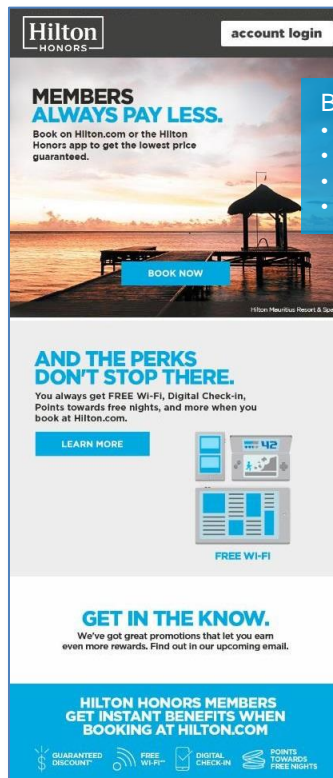 Hilton
HONORS
account login
MEMBERS
ALWAYS PAY LESS.
Book on Hilton.com or the Hilton
Honors app to get the lowest price
guaranteed.
B
BOOK NOW
Hilton Mauritius Resort & Spa
AND THE PERKS
DON'T STOP THERE.
You always get FREE Wi-Fi, Digital Check-in,
Points towards free nights, and more when you
book at Hilton.com.
LEARN MORE
42
FREE WI-FI
GET IN THE KNOW.
We've got great promotions that let you earn
even more rewards. Find out in our upcoming email.
HILTON HONORS MEMBERS
GET INSTANT BENEFITS WHEN
BOOKING AT HILTON.COM
GUARANTEED
DISCOUNT*
FREE
WI-FI**
DIGITAL
CHECK-IN
POINTS
TOWARDS
FREE NIGHTS